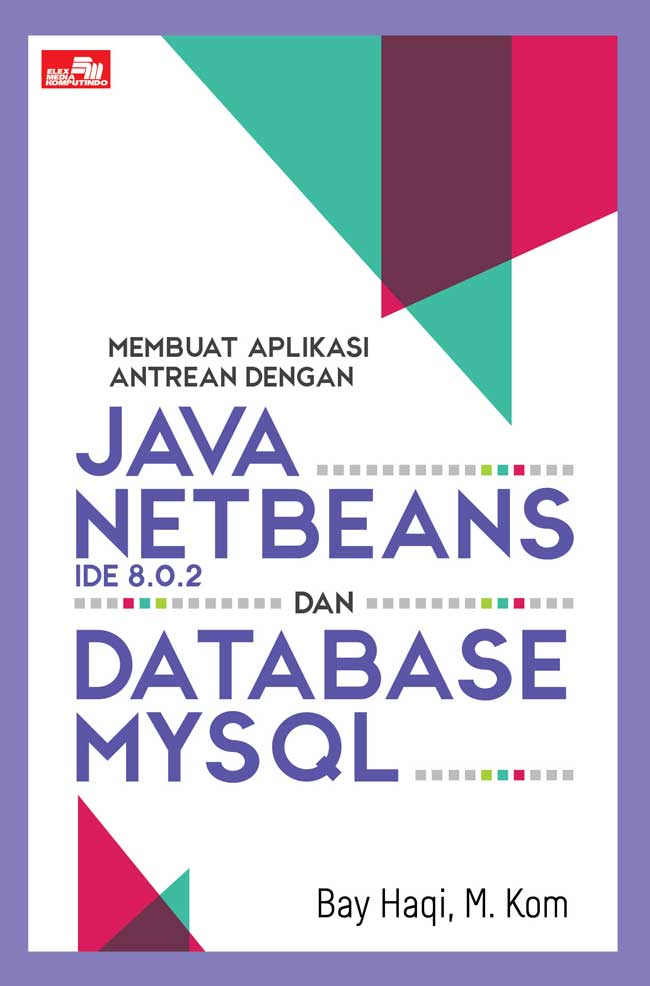 ELEX
MEDIA
KOMPUTINDO
MEMBUAT APLIKASI
ANTREAN DENGAN
JAVA
NETBEANS
IDE 8.0.2
DAN
DATABASE
MYSQL
Bay Haqi, M. Kom